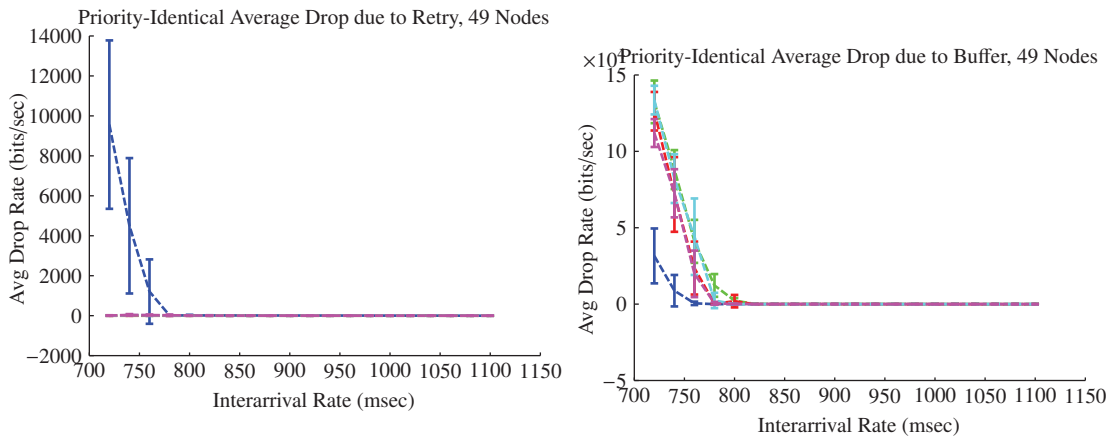 Priority-Identical Average Drop due to Retry, 49 Nodes
14000
12000
10000
8000
6000
4000
2000
0
−2000
Avg Drop Rate (bits/sec)
700 750 800 850 900 950 1000 1050 1100 1150
Interarrival Rate (msec)
Priority-Identical Average Drop due to Buffer, 49 Nodes
×10⁴
15
10
5
0
−5
Avg Drop Rate (bits/sec)
700 750 800 850 900 950 1000 1050 1100 1150
Interarrival Rate (msec)